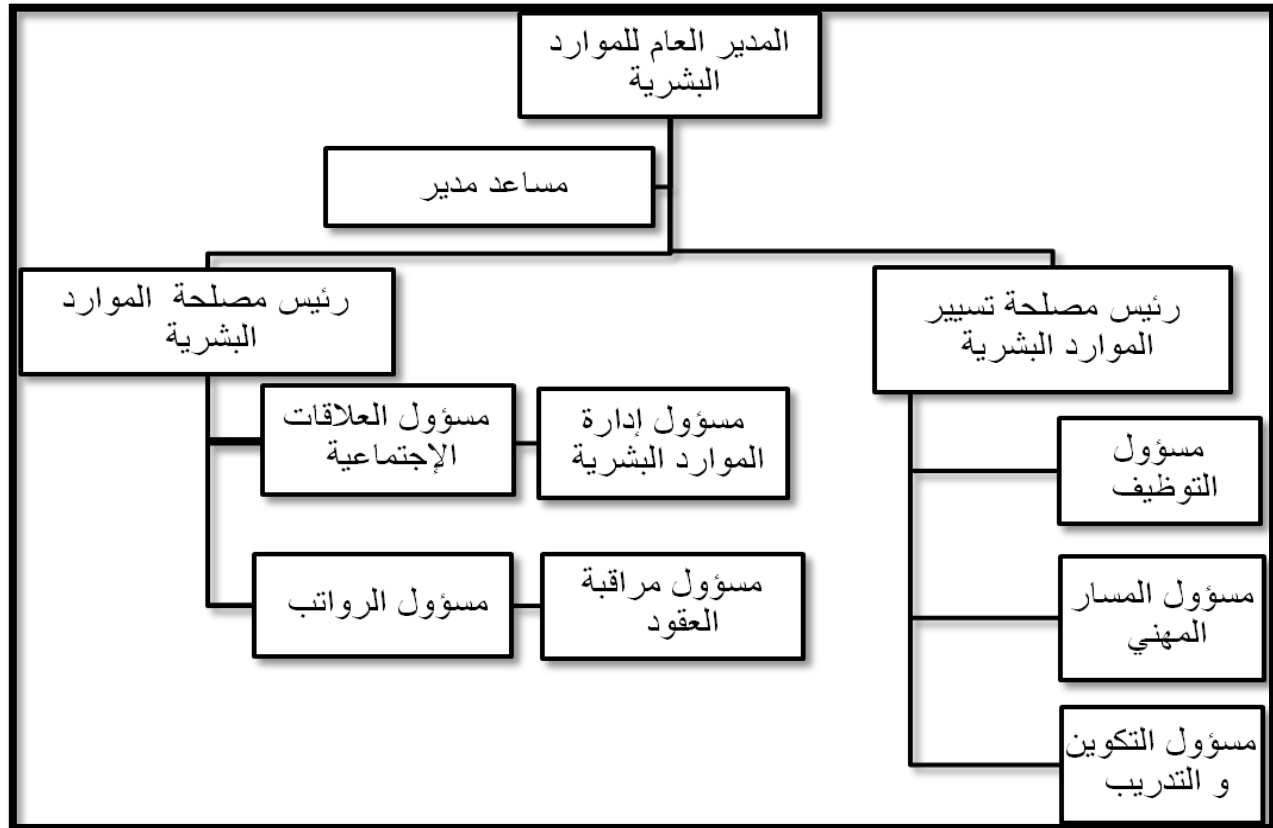 المدير العام للموارد
البشرية
مساعد مدير
رئيس مصلحة تسيير
الموارد البشرية
رئيس مصلحة الموارد
البشرية
مسؤول
التوظيف
مسؤول المسار
المهني
مسؤول التكوين
و التدريب
مسؤول إدارة
الموارد البشرية
مسؤول العلاقات
الإجتماعية
مسؤول مراقبة
العقود
مسؤول الرواتب